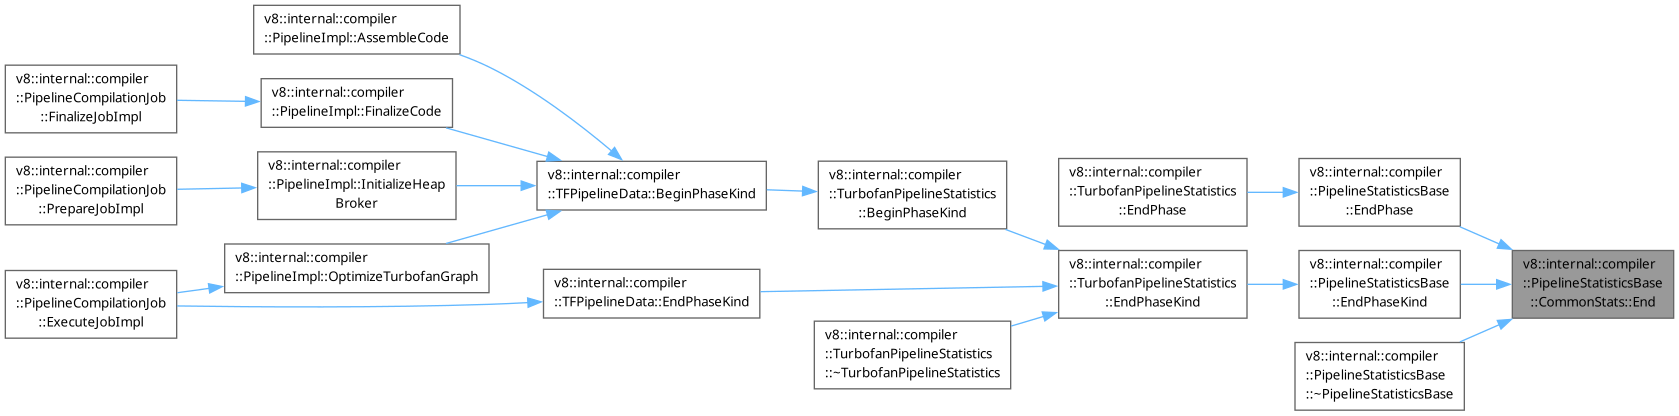 v8::internal::compiler
::PipelineImpl::AssembleCode
v8::internal::compiler
::PipelineCompilationJob
::FinalizeJobImpl
v8::internal::compiler
::PipelineImpl::FinalizeCode
v8::internal::compiler
::PipelineCompilationJob
::PrepareJobImpl
v8::internal::compiler
::PipelineImpl::InitializeHeap
Broker
v8::internal::compiler
::PipelineImpl::OptimizeTurbofanGraph
v8::internal::compiler
::PipelineCompilationJob
::ExecuteJobImpl
v8::internal::compiler
::TFPipelineData::BeginPhaseKind
v8::internal::compiler
::TFPipelineData::EndPhaseKind
v8::internal::compiler
::TurbofanPipelineStatistics
::BeginPhaseKind
v8::internal::compiler
::TurbofanPipelineStatistics
::~TurbofanPipelineStatistics
v8::internal::compiler
::TurbofanPipelineStatistics
::EndPhase
v8::internal::compiler
::TurbofanPipelineStatistics
::EndPhaseKind
v8::internal::compiler
::PipelineStatisticsBase
::EndPhase
v8::internal::compiler
::PipelineStatisticsBase
::EndPhaseKind
v8::internal::compiler
::PipelineStatisticsBase
::~PipelineStatisticsBase
v8::internal::compiler
::PipelineStatisticsBase
::CommonStats::End